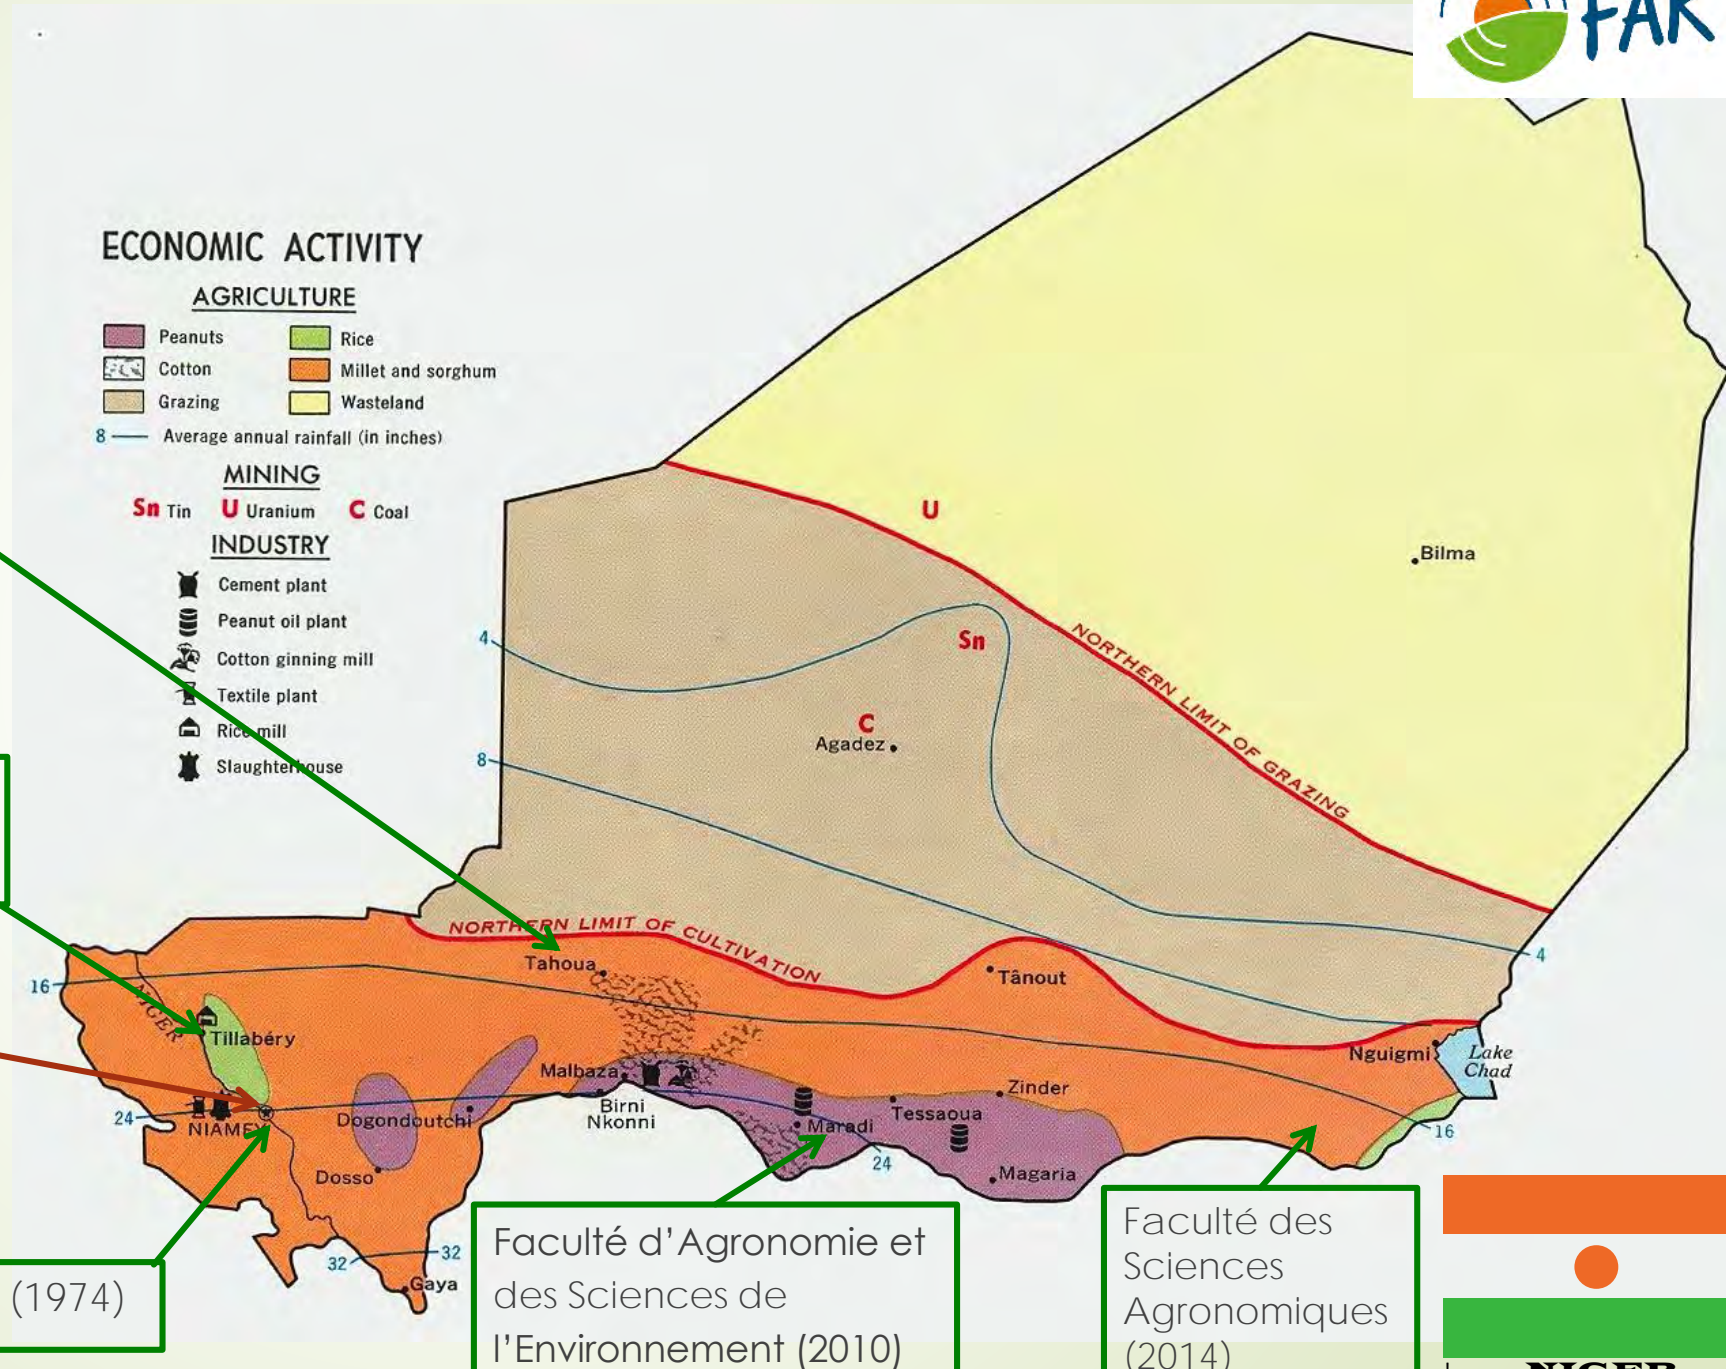 FAR
ECONOMIC ACTIVITY
AGRICULTURE
Peanuts
Rice
Cotton
Millet and sorghum
Grazing
Wasteland
8 Average annual rainfall (in inches)
MINING
Sn Tin U Uranium C Coal
INDUSTRY
Cement plant
Peanut oil plant
Cotton ginning mill
Textile plant
Rice mill
Slaughterhouse
U
Bilma
4
Sn
NORTHERN LIMIT OF GRAZING
C
Agadez
8
NORTHERN LIMIT OF CULTIVATION
4
Tahoua
Tânout
16
NIGER
Tillabéry
Nguigmi
Lake
Chad
Malbaza
Zinder
Birni
Nkonni
Tessaoua
24
NIAMEY
Dogondoutchi
Maradi
16
24
Dosso
Magaria
32
32
Gaya
(1974)
Faculté d’Agronomie et
des Sciences de
l’Environnement (2010)
Faculté des
Sciences
Agronomiques
(2014)
NIGER